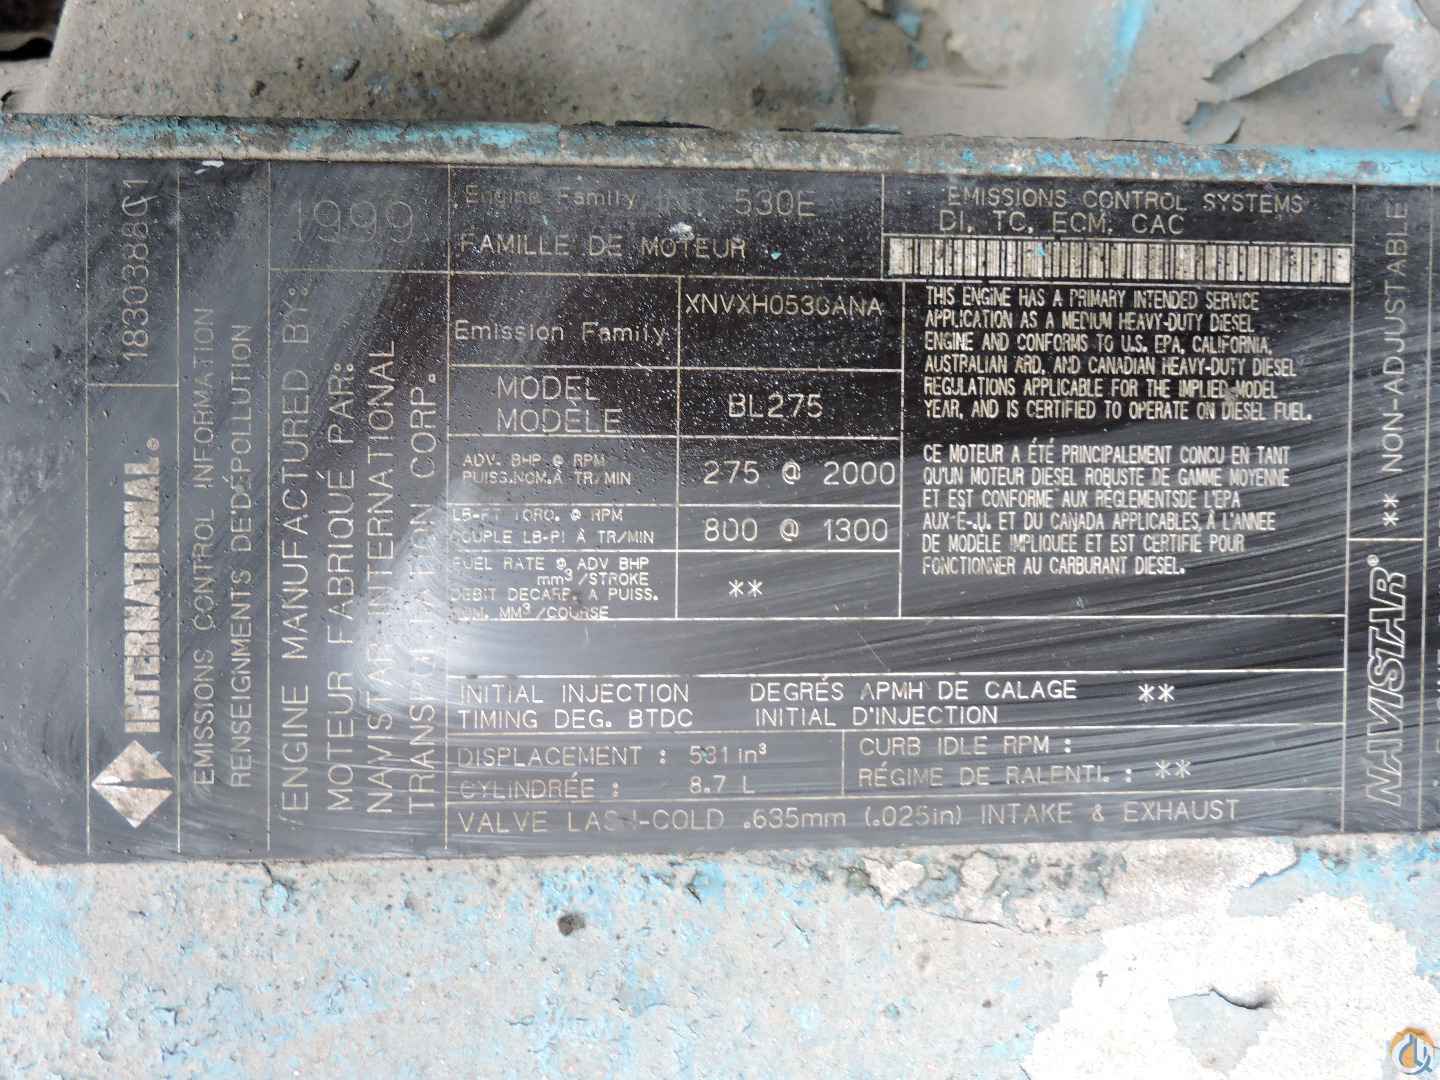 1830388C1
INTERNATIONAL®
EMISSIONS CONTROL INFORMATION
RENSEIGNMENTS DE DÉPOLLUTION
1999
ENGINE MANUFACTURED BY:
MOTEUR FABRIQUÉ PAR:
NAVISTAR INTERNATIONAL
TRANSPORTATION CORP.
Engine Family 530E
FAMILLE DE MOTEUR
EMISSIONS CONTROL SYSTEMS
DI, TC, ECM, CAC
Emission Family XNVXH0530ANA
MODEL
MODÈLE
BL275
ADV. BHP @ RPM
PUISS.NOM.À TR/MIN
275 @ 2000
LB-FT TORQ. @ RPM
COUPLE LB-PI À TR/MIN
800 @ 1300
FUEL RATE @ ADV BHP
mm³/STROKE
DEBIT DECARB. A PUISS.
NOM. MM³/COURSE
**
THIS ENGINE HAS A PRIMARY INTENDED SERVICE
APPLICATION AS A MEDIUM HEAVY-DUTY DIESEL
ENGINE AND CONFORMS TO U.S. EPA, CALIFORNIA,
AUSTRALIAN ARD, AND CANADIAN HEAVY-DUTY DIESEL
REGULATIONS APPLICABLE FOR THE IMPLIED MODEL
YEAR, AND IS CERTIFIED TO OPERATE ON DIESEL FUEL.
CE MOTEUR A ÉTÉ PRINCIPALEMENT CONCU EN TANT
QU'UN MOTEUR DIESEL ROBUSTE DE GAMME MOYENNE
ET EST CONFORME AUX REGLEMENTSDE L'EPA
AUX-E.-U. ET DU CANADA APPLICABLES, À L'ANNEE
DE MODÈLE IMPLIQUÉE ET EST CERTIFIÉ POUR
FONCTIONNER AU CARBURANT DIESEL.
INITIAL INJECTION DEGRÉS APMH DE CALAGE **
TIMING DEG. BTDC INITIAL D'INJECTION
DISPLACEMENT : 531 in³
CYLINDRÉE : 8.7 L
CURB IDLE RPM :
RÉGIME DE RALENTI. : **
VALVE LASH-COLD .635mm (.025in) INTAKE & EXHAUST
** NON-ADJUSTABLE
NAVISTAR®